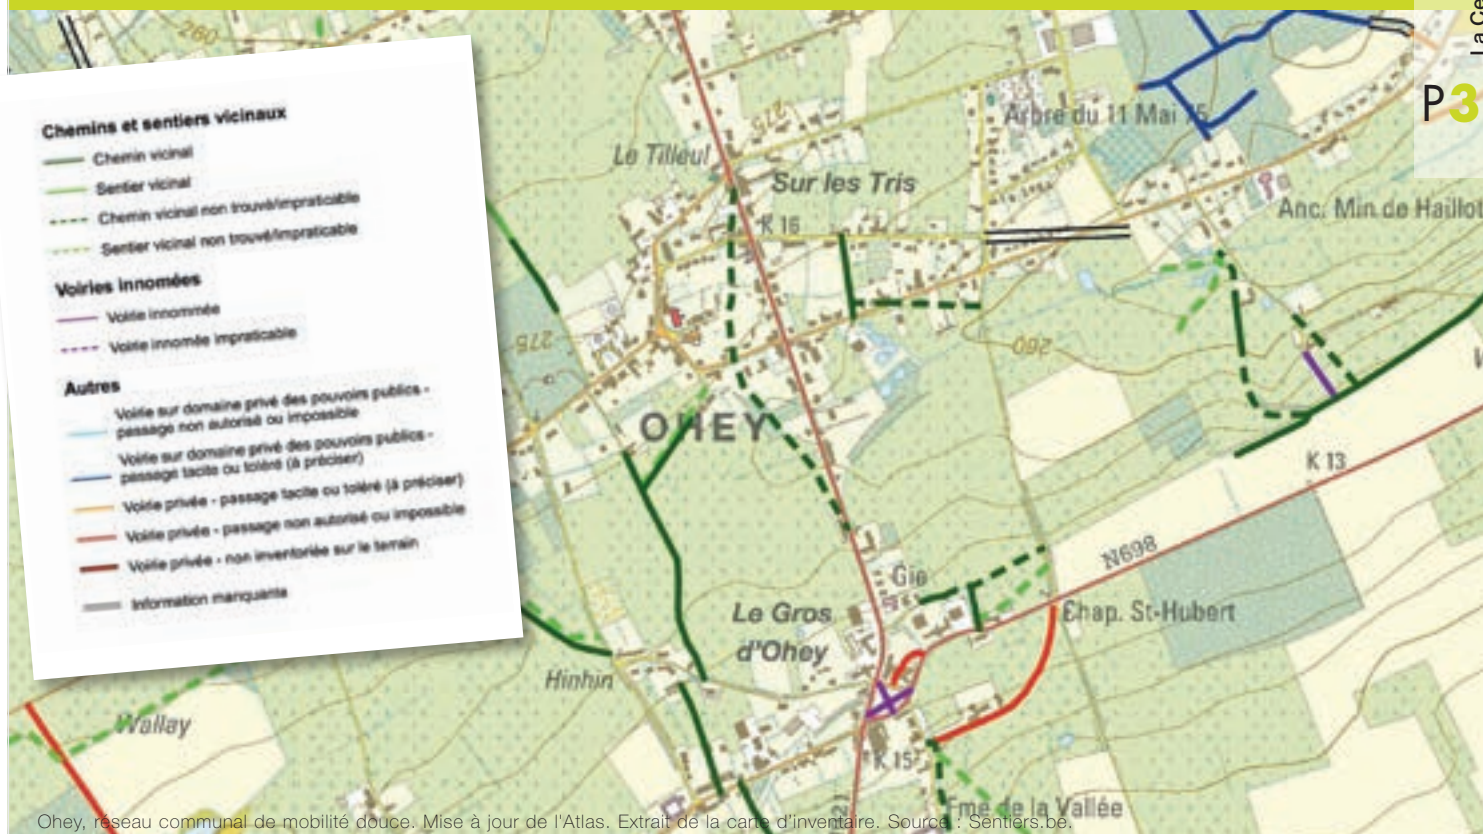 La Ce
P3
Chemins et sentiers vicinaux
Chemin vicinal
Sentier vicinal
Chemin vicinal non trouvé/impraticable
Sentier vicinal non trouvé/impraticable
Voiries innomées
Voirie innommée
Voirie innomée impraticable
Autres
Voirie sur domaine privé des pouvoirs publics -
passage non autorisé ou impossible
Voirie sur domaine privé des pouvoirs publics -
passage tacite ou toléré (à préciser)
Voirie privée - passage tacite ou toléré (à préciser)
Voirie privée - passage non autorisé ou impossible
Voirie privée - non inventoriée sur le terrain
Information manquante
260
275
Arbre du 11 Mai
Le Tilleul
Sur les Tris
K 16
Anc. Min de Haillot
275
260
OHEY
K 13
N698
Gie
Le Gros
d'Ohey
Chap. St-Hubert
Hinhin
Wallay
K 15
Fme de la Vallée
Ohey, réseau communal de mobilité douce. Mise à jour de l'Atlas. Extrait de la carte d'inventaire. Source : Sentiers.be.